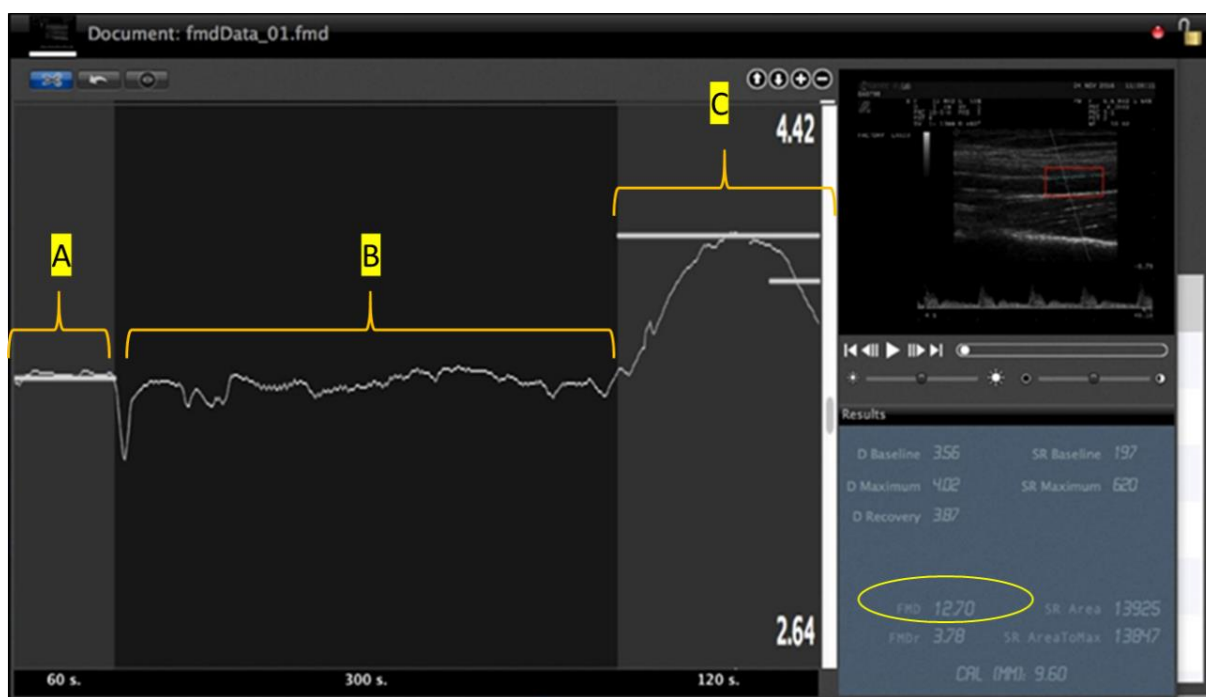 Document: fmdData_01.fmd
C
4.42
A
B
2.64
60 s.
300 s.
120 s.
Results
D Baseline 3.56
SR Baseline 197
D Maximum 4.02
SR Maximum 620
D Recovery 3.87
FMD 12.70
SR Area 13925
FMDr 3.78
SR AreaToMax 13847
CAL (MM): 9.60